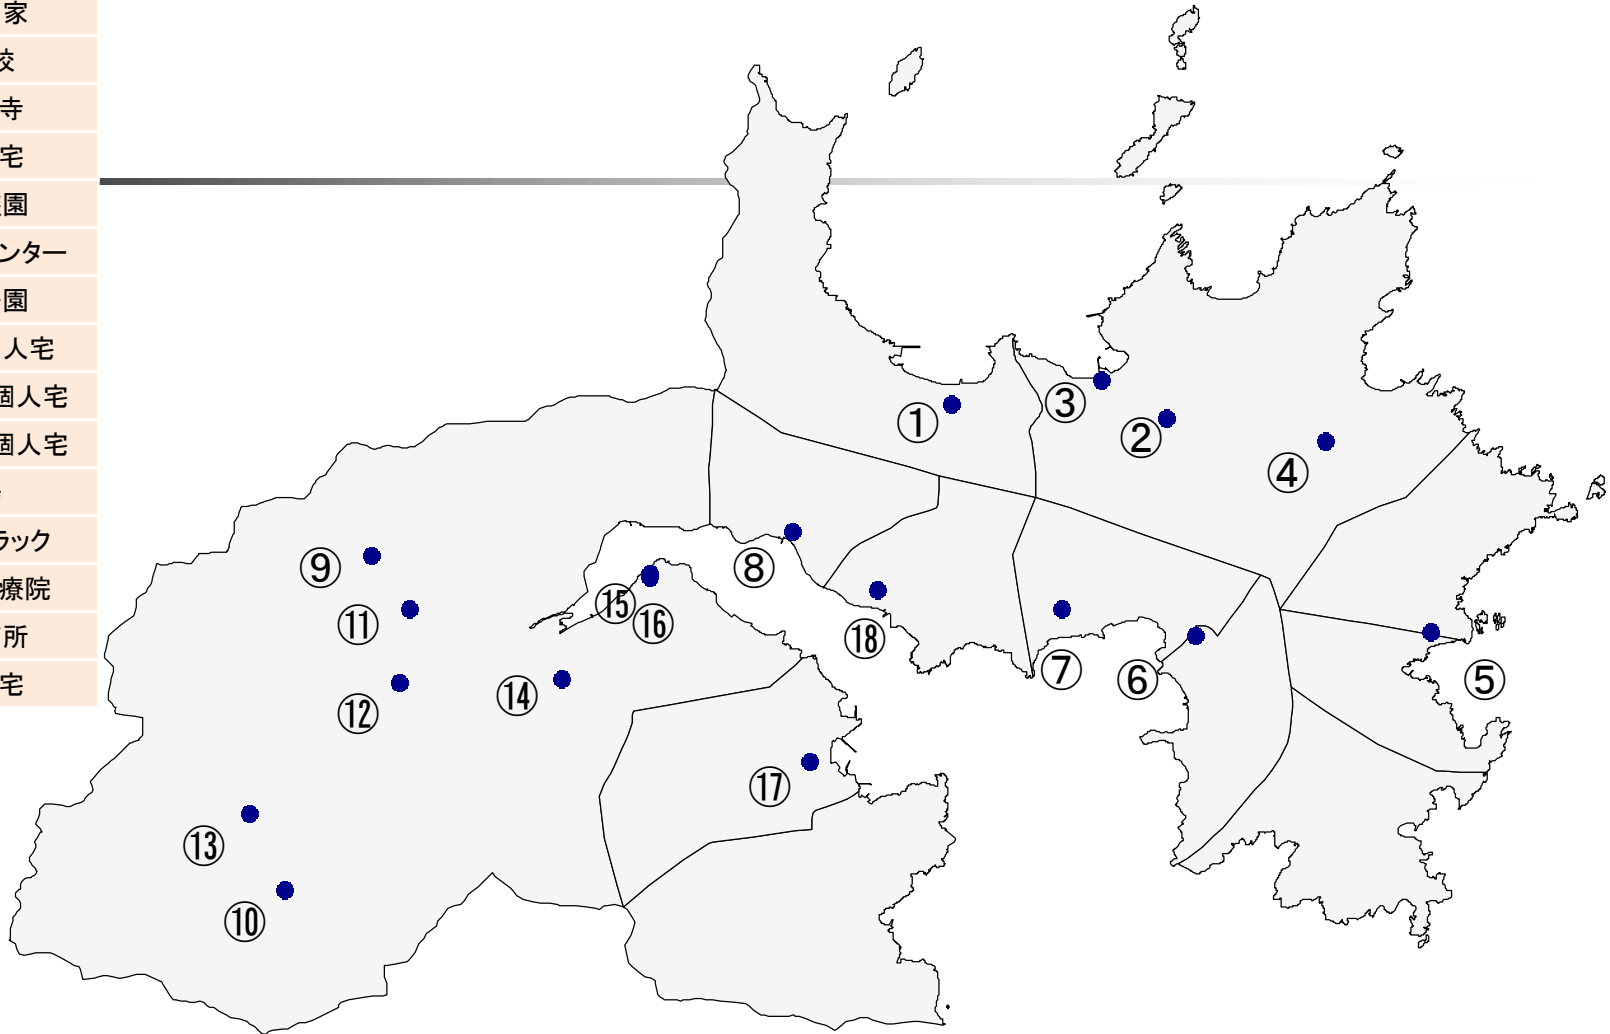 家
校
寺
宅
園
ンター
園
人宅
個人宅
個人宅
ラック
療院
所
宅
①
②
③
④
⑤
⑥
⑦
⑧
⑨
⑩
⑪
⑫
⑬
⑭
⑮
⑯
⑰
⑱